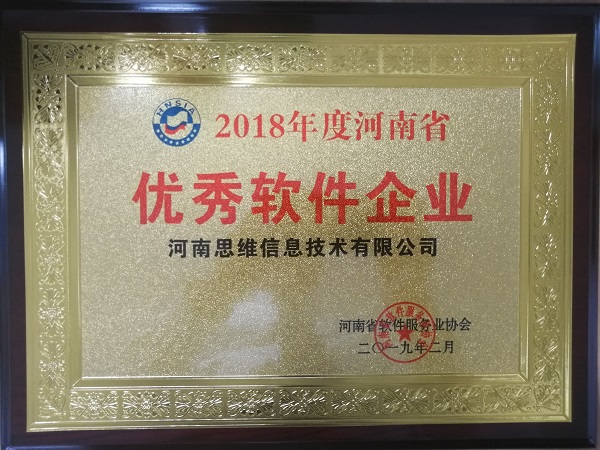 HNSIA
2018年度河南省
优秀软件企业
河南思维信息技术有限公司
河南省软件服务业协会
二〇一九年二月